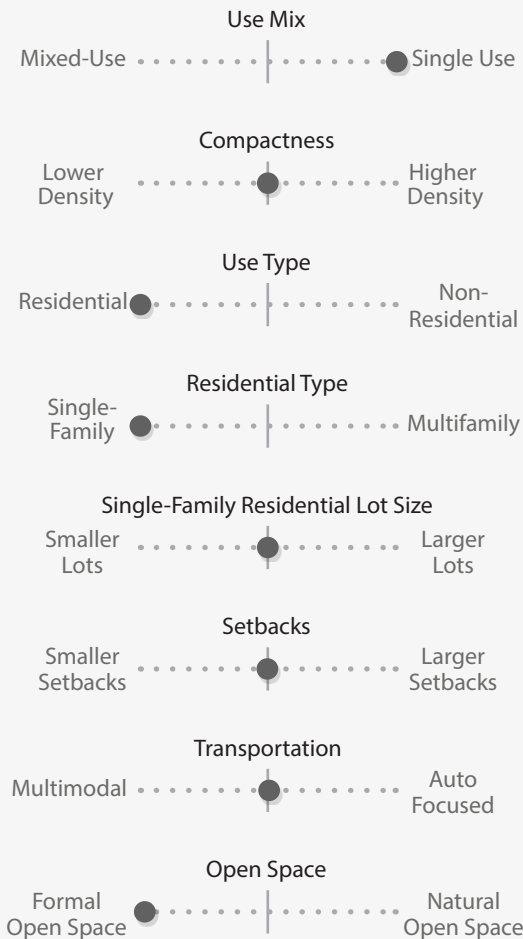 Use Mix
Mixed-Use
Single Use
Compactness
Lower
Density
Higher
Density
Use Type
Residential
Non-
Residential
Residential Type
Single-
Family
Multifamily
Single-Family Residential Lot Size
Smaller
Lots
Larger
Lots
Setbacks
Smaller
Setbacks
Larger
Setbacks
Transportation
Multimodal
Auto
Focused
Open Space
Formal
Open Space
Natural
Open Space